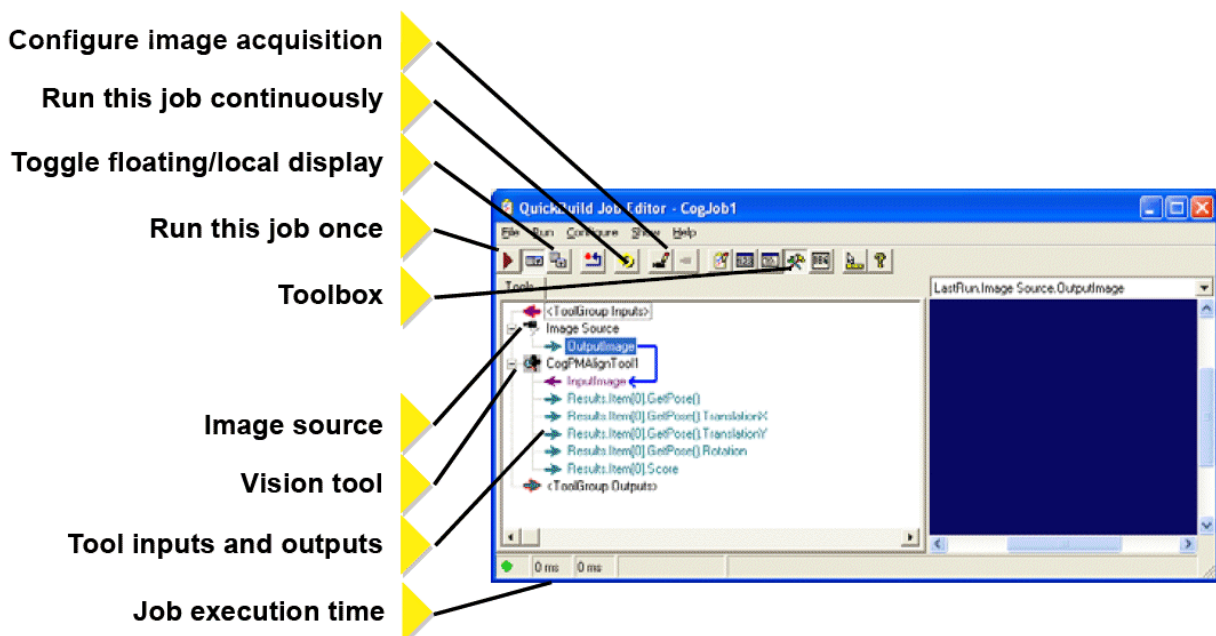 Configure image acquisition
Run this job continuously
Toggle floating/local display
Run this job once
Toolbox
Image source
Vision tool
Tool inputs and outputs
Job execution time
QuickBuild Job Editor - CogJob1
File Run Configure Show Help
Tools
LastRun.Image Source.OutputImage
<ToolGroup Inputs>
Image Source
OutputImage
CogPMAlignTool1
InputImage
Results.Item[0].GetPose()
Results.Item[0].GetPose().TranslationX
Results.Item[0].GetPose().TranslationY
Results.Item[0].GetPose().Rotation
Results.Item[0].Score
<ToolGroup Outputs>
0 ms 0 ms